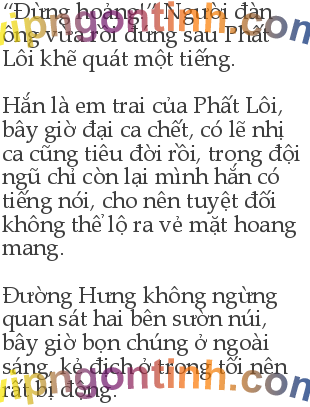 “Đừng hoảng!” Người đàn
ông vừa rồi đứng sau Phất
Lôi khẽ quát một tiếng.
Hắn là em trai của Phất Lôi,
bây giờ đại ca chết, có lẽ nhị
ca cũng tiêu đời rồi, trong đội
ngũ chỉ còn lại mình hắn có
tiếng nói, cho nên tuyệt đối
không thể lộ ra vẻ mặt hoang
mang.
Đường Hưng không ngừng
quan sát hai bên sườn núi,
bây giờ bọn chúng ở ngoài
sáng, kẻ địch ở trong tối nên
rất bị động.
vipngontinh.com
vipngontinh.com